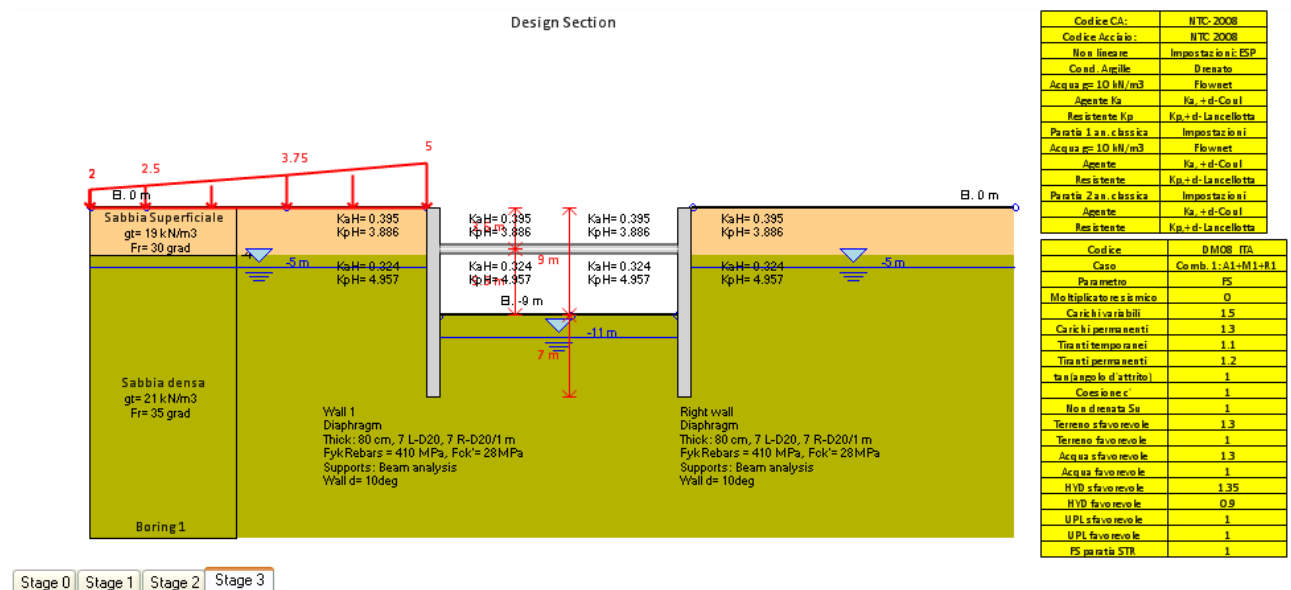 Design Section
2
2.5
3.75
5
El. 0 m
El. 0 m
Sabbia Superficiale
gt= 19 kN/m3
Fr= 30 grad
KaH= 0.395
KpH= 3.886
KaH= 0.395
KpH= 3.886
KaH= 0.395
KpH= 3.886
KaH= 0.395
KpH= 3.886
-5 m
-5 m
KaH= 0.324
KpH= 4.957
KaH= 0.324
KpH= 4.957
KaH= 0.324
KpH= 4.957
KaH= 0.324
KpH= 4.957
9 m
El. -9 m
-11 m
7 m
Sabbia densa
gt= 21 kN/m3
Fr= 35 grad
Boring 1
Wall 1
Diaphragm
Thick: 80 cm, 7 L-D20, 7 R-D20/1 m
Fyk Rebars = 410 MPa, Fck'= 28MPa
Supports: Beam analysis
Wall d= 10deg
Right wall
Diaphragm
Thick: 80 cm, 7 L-D20, 7 R-D20/1 m
Fyk Rebars = 410 MPa, Fck'= 28MPa
Supports: Beam analysis
Wall d= 10deg
Codice CA: NTC-2008
Codice Acciaio: NTC 2008
Non lineare Impostazioni: ESP
Cond. Argille Drenato
Acqua g= 10 kN/m3 Flownet
Agente Ka Ka, +d-Coul
Resistente Kp Kp,+d-Lancellotta
Paratia 1 an. classica Impostazioni
Acqua g= 10 kN/m3 Flownet
Agente Ka, +d-Coul
Resistente Kp,+d-Lancellotta
Paratia 2 an. classica Impostazioni
Agente Ka, +d-Coul
Resistente Kp,+d-Lancellotta
Codice DM08_ITA
Caso Comb. 1: A1+M1+R1
Parametro FS
Moltiplicatore sismico 0
Carichi variabili 1.5
Carichi permanenti 1.3
Tiranti temporanei 1.1
Tiranti permanenti 1.2
tan(angolo d'attrito) 1
Coesione c' 1
Non drenata Su 1
Terreno sfavorevole 1.3
Terreno favorevole 1
Acqua sfavorevole 1.3
Acqua favorevole 1
HYD sfavorevole 1.35
HYD favorevole 0.9
UPL sfavorevole 1
UPL favorevole 1
FS paratia STR 1
Stage 0
Stage 1
Stage 2
Stage 3